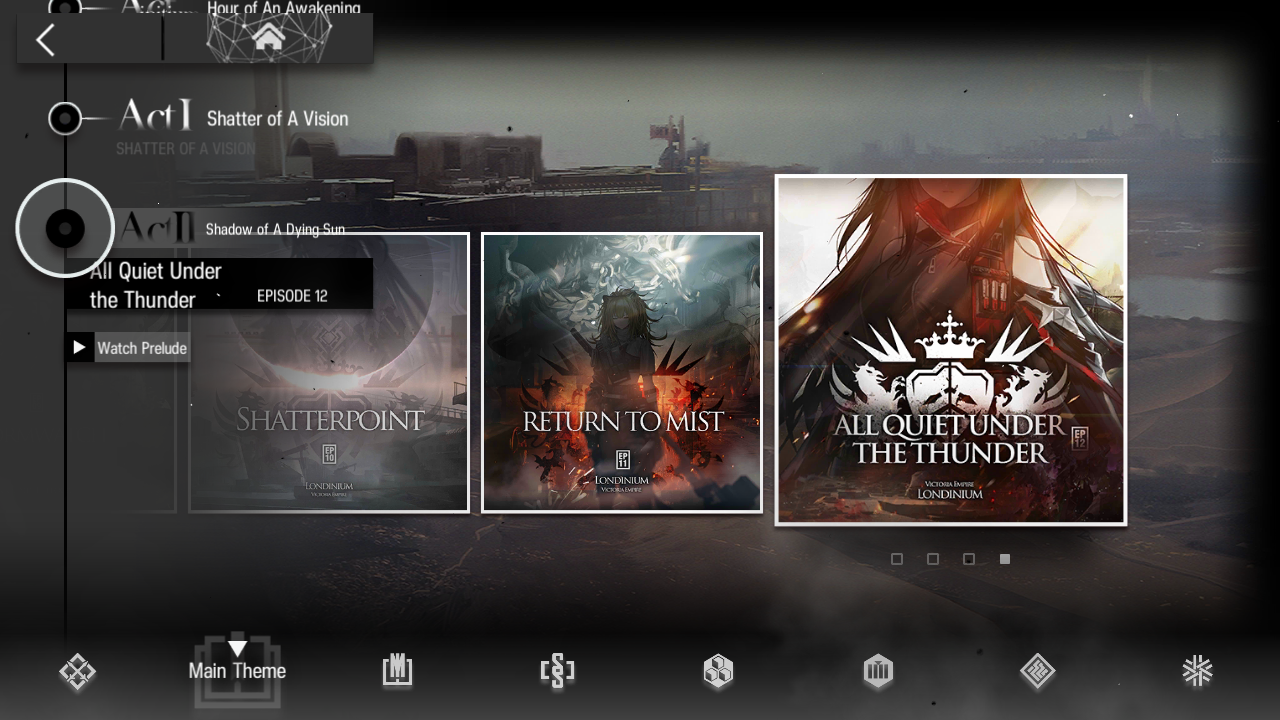 Hour of An Awakening
Act I Shatter of A Vision
SHATTER OF A VISION
Act II Shadow of A Dying Sun
All Quiet Under
the Thunder
EPISODE 12
Watch Prelude
SHATTERPOINT
EP
10
LONDINIUM
VICTORIA EMPIRE
RETURN TO MIST
EP
11
LONDINIUM
VICTORIA EMPIRE
ALL QUIET UNDER
THE THUNDER
EP
12
VICTORIA EMPIRE
LONDINIUM
Main Theme